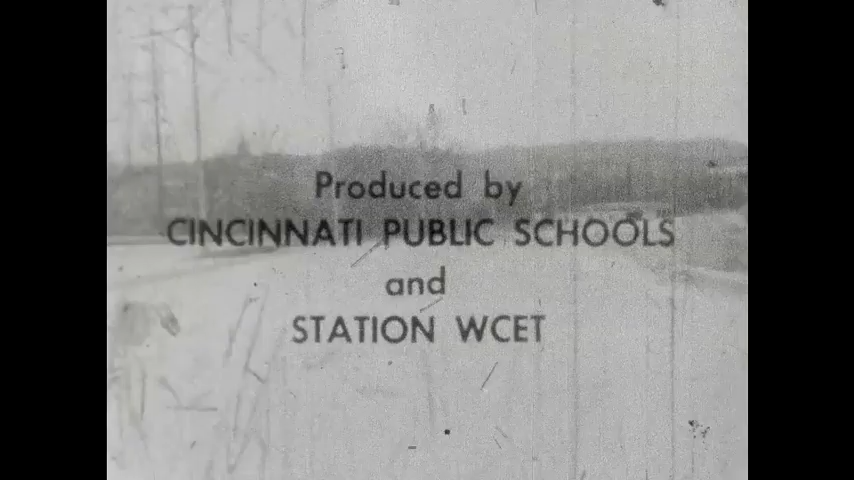 Produced by
CINCINNATI PUBLIC SCHOOLS
and
STATION WCET